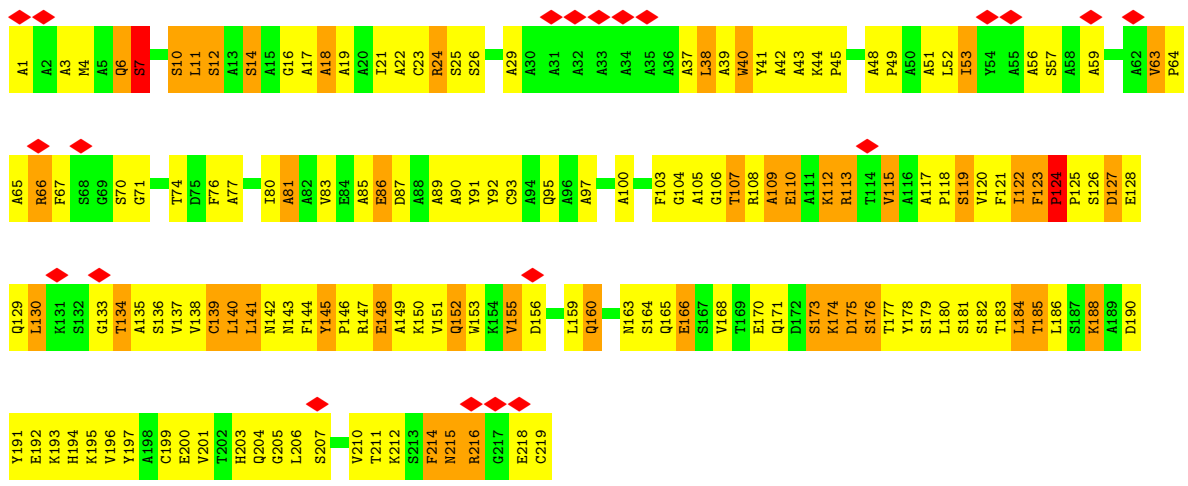 A1 A2 A3 M4 A5 Q6 S7 S10 L11 S12 A13 S14 A15 G16 A17 A18 A19 A20 I21 A22 C23 R24 S25 S26 A29 A30 A31 A32 A33 A34 A35 A36 A37 L38 A39 W40 Y41 A42 A43 K44 P45 A48 P49 A50 A51 L52 I53 Y54 A55 A56 S57 A58 A59 A62 V63 P64
A65 R66 F67 S68 G69 S70 G71 T74 D75 F76 A77 I80 A81 A82 V83 E84 A85 E86 D87 A88 A89 A90 Y91 Y92 C93 A94 Q95 A96 A97 A100 F103 G104 A105 G106 T107 R108 A109 E110 A111 K112 R113 T114 V115 A116 A117 P118 S119 V120 F121 I122 F123 P124 P125 S126 D127 E128
Q129 L130 K131 S132 G133 T134 A135 S136 V137 V138 C139 L140 L141 N142 N143 F144 Y145 P146 R147 E148 A149 K150 V151 Q152 W153 K154 V155 D156 L159 Q160 N163 S164 Q165 E166 S167 V168 T169 E170 Q171 D172 S173 K174 D175 S176 T177 Y178 S179 L180 S181 S182 T183 L184 T185 L186 S187 K188 A189 D190
Y191 E192 K193 H194 K195 V196 Y197 A198 C199 E200 V201 T202 H203 Q204 G205 L206 S207 V210 T211 K212 S213 F214 N215 R216 G217 E218 C219